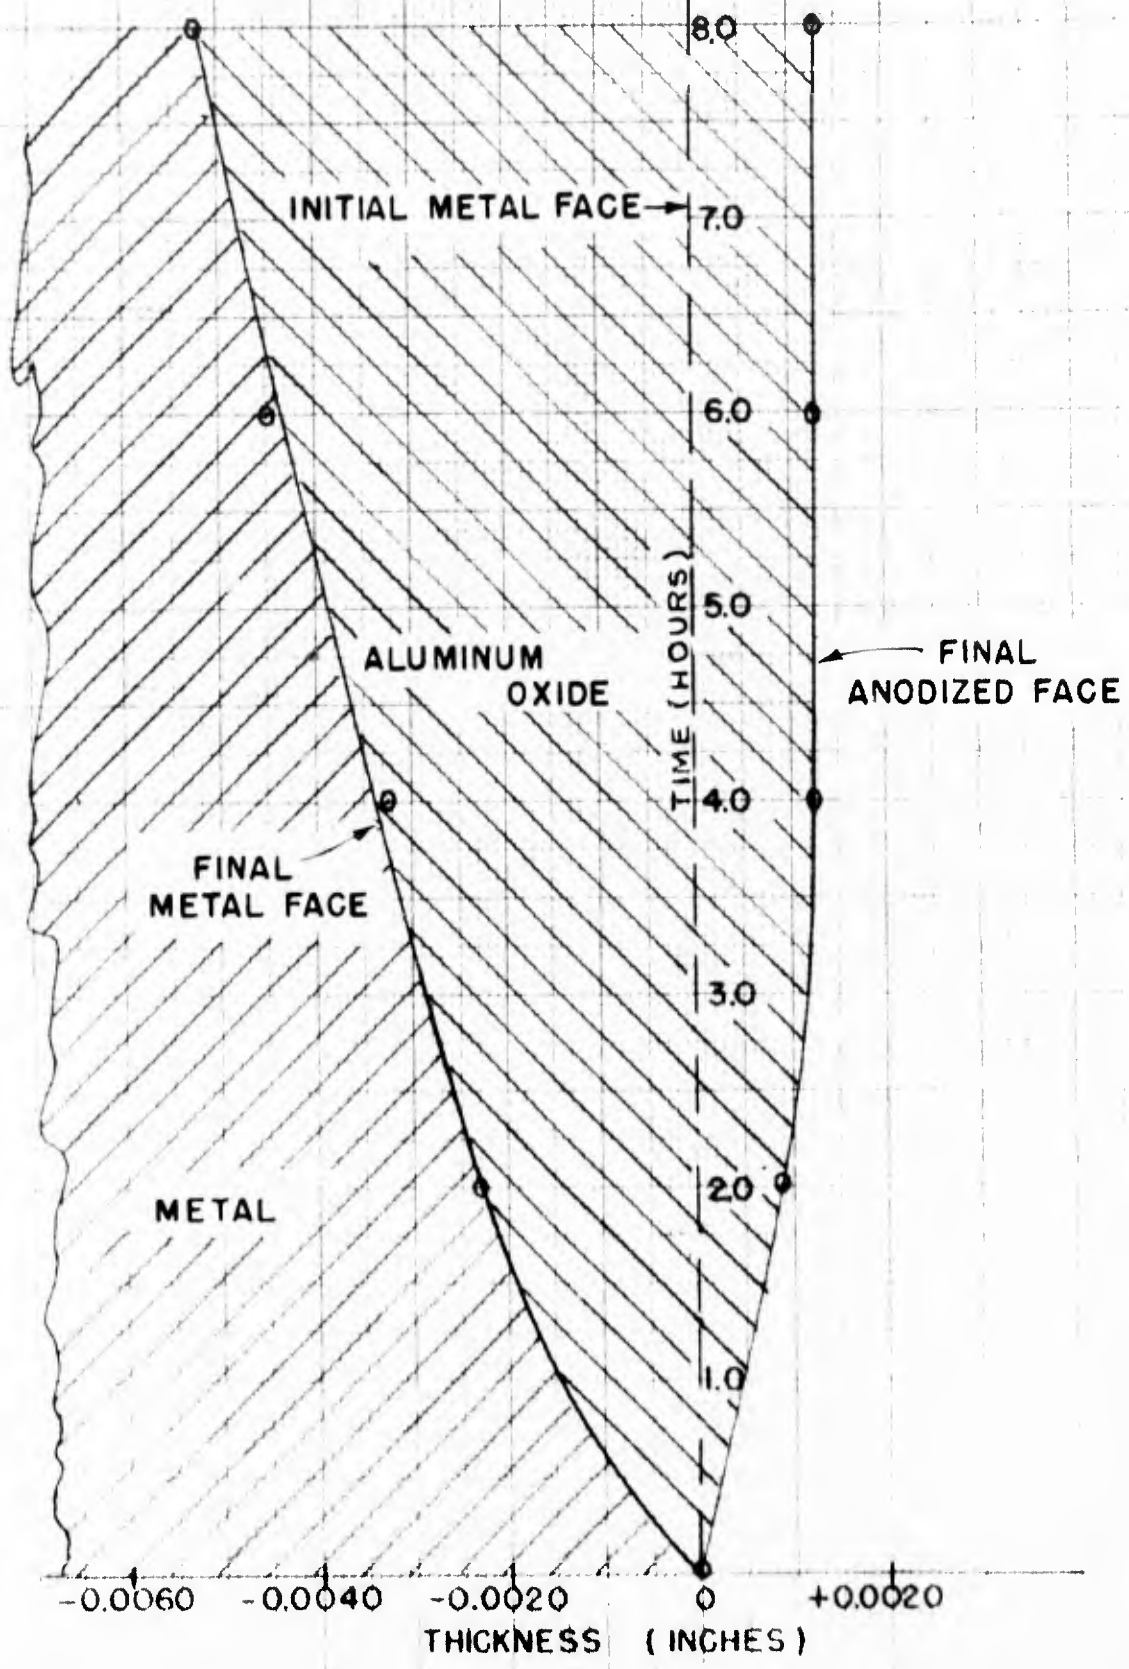 8.0
INITIAL METAL FACE
7.0
6.0
TIME (HOURS)
5.0
FINAL
ANODIZED FACE
ALUMINUM
OXIDE
4.0
FINAL
METAL FACE
3.0
2.0
METAL
1.0
-0.0060 -0.0040 -0.0020 0 +0.0020
THICKNESS (INCHES)